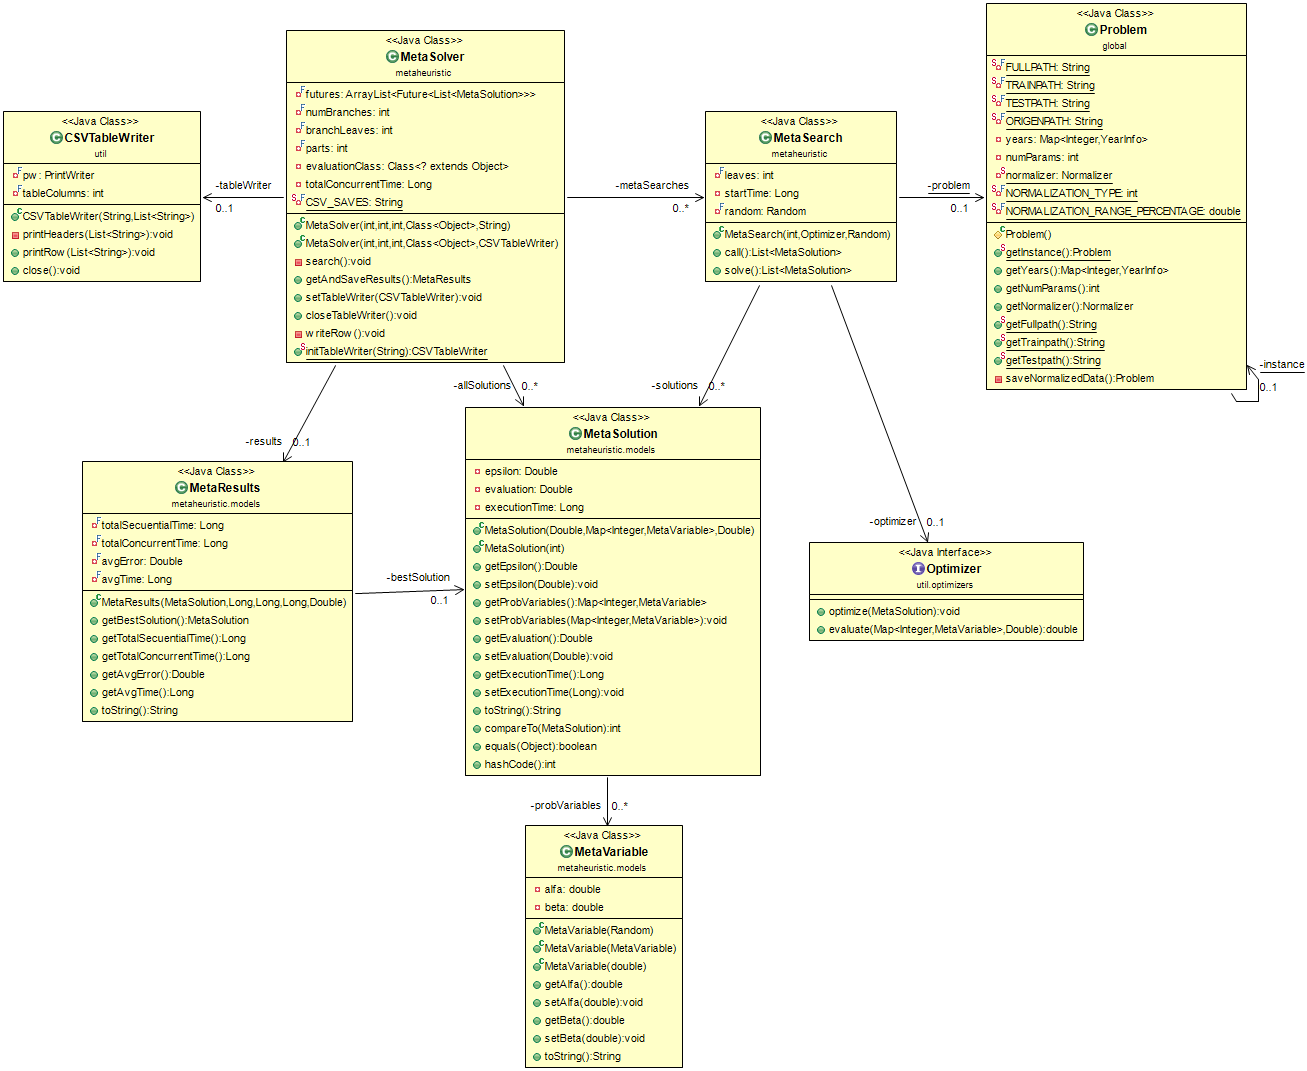 <<Java Class>>
CSVTableWriter
util
pw: PrintWriter
tableColumns: int
CSVTableWriter(String,List<String>)
printHeaders(List<String>):void
printRow(List<String>):void
close():void
-tableWriter
0..1
<<Java Class>>
MetaSolver
metaheuristic
futures: ArrayList<Future<List<MetaSolution>>>
numBranches: int
branchLeaves: int
parts: int
evaluationClass: Class<? extends Object>
totalConcurrentTime: Long
CSV_SAVES: String
MetaSolver(int,int,int,Class<Object>,String)
MetaSolver(int,int,int,Class<Object>,CSVTableWriter)
search():void
getAndSaveResults():MetaResults
setTableWriter(CSVTableWriter):void
closeTableWriter():void
writeRow():void
initTableWriter(String):CSVTableWriter
-metaSearches
0..*
<<Java Class>>
MetaSearch
metaheuristic
leaves: int
startTime: Long
random: Random
MetaSearch(int,Optimizer,Random)
call():List<MetaSolution>
solve():List<MetaSolution>
-problem
0..1
<<Java Class>>
Problem
global
FULLPATH: String
TRAINPATH: String
TESTPATH: String
ORIGENPATH: String
years: Map<Integer,YearInfo>
numParams: int
normalizer: Normalizer
NORMALIZATION_TYPE: int
NORMALIZATION_RANGE_PERCENTAGE: double
Problem()
getInstance():Problem
getYears():Map<Integer,YearInfo>
getNumParams():int
getNormalizer():Normalizer
getFullpath():String
getTrainpath():String
getTestpath():String
saveNormalizedData():Problem
-instance
0..1
-results
0..1
-allSolutions
0..*
-solutions
0..*
-optimizer
0..1
<<Java Class>>
MetaResults
metaheuristic.models
totalSecuentialTime: Long
totalConcurrentTime: Long
avgError: Double
avgTime: Long
MetaResults(MetaSolution,Long,Long,Long,Double)
getBestSolution():MetaSolution
getTotalSecuentialTime():Long
getTotalConcurrentTime():Long
getAvgError():Double
getAvgTime():Long
toString():String
-bestSolution
0..1
<<Java Class>>
MetaSolution
metaheuristic.models
epsilon: Double
evaluation: Double
executionTime: Long
MetaSolution(Double,Map<Integer,MetaVariable>,Double)
MetaSolution(int)
getEpsilon():Double
setEpsilon(Double):void
getProbVariables():Map<Integer,MetaVariable>
setProbVariables(Map<Integer,MetaVariable>):void
getEvaluation():Double
setEvaluation(Double):void
getExecutionTime():Long
setExecutionTime(Long):void
toString():String
compareTo(MetaSolution):int
equals(Object):boolean
hashCode():int
<<Java Interface>>
Optimizer
util.optimizers
optimize(MetaSolution):void
evaluate(Map<Integer,MetaVariable>,Double):double
-probVariables
0..*
<<Java Class>>
MetaVariable
metaheuristic.models
alfa: double
beta: double
MetaVariable(Random)
MetaVariable(MetaVariable)
MetaVariable(double)
getAlfa():double
setAlfa(double):void
getBeta():double
setBeta(double):void
toString():String